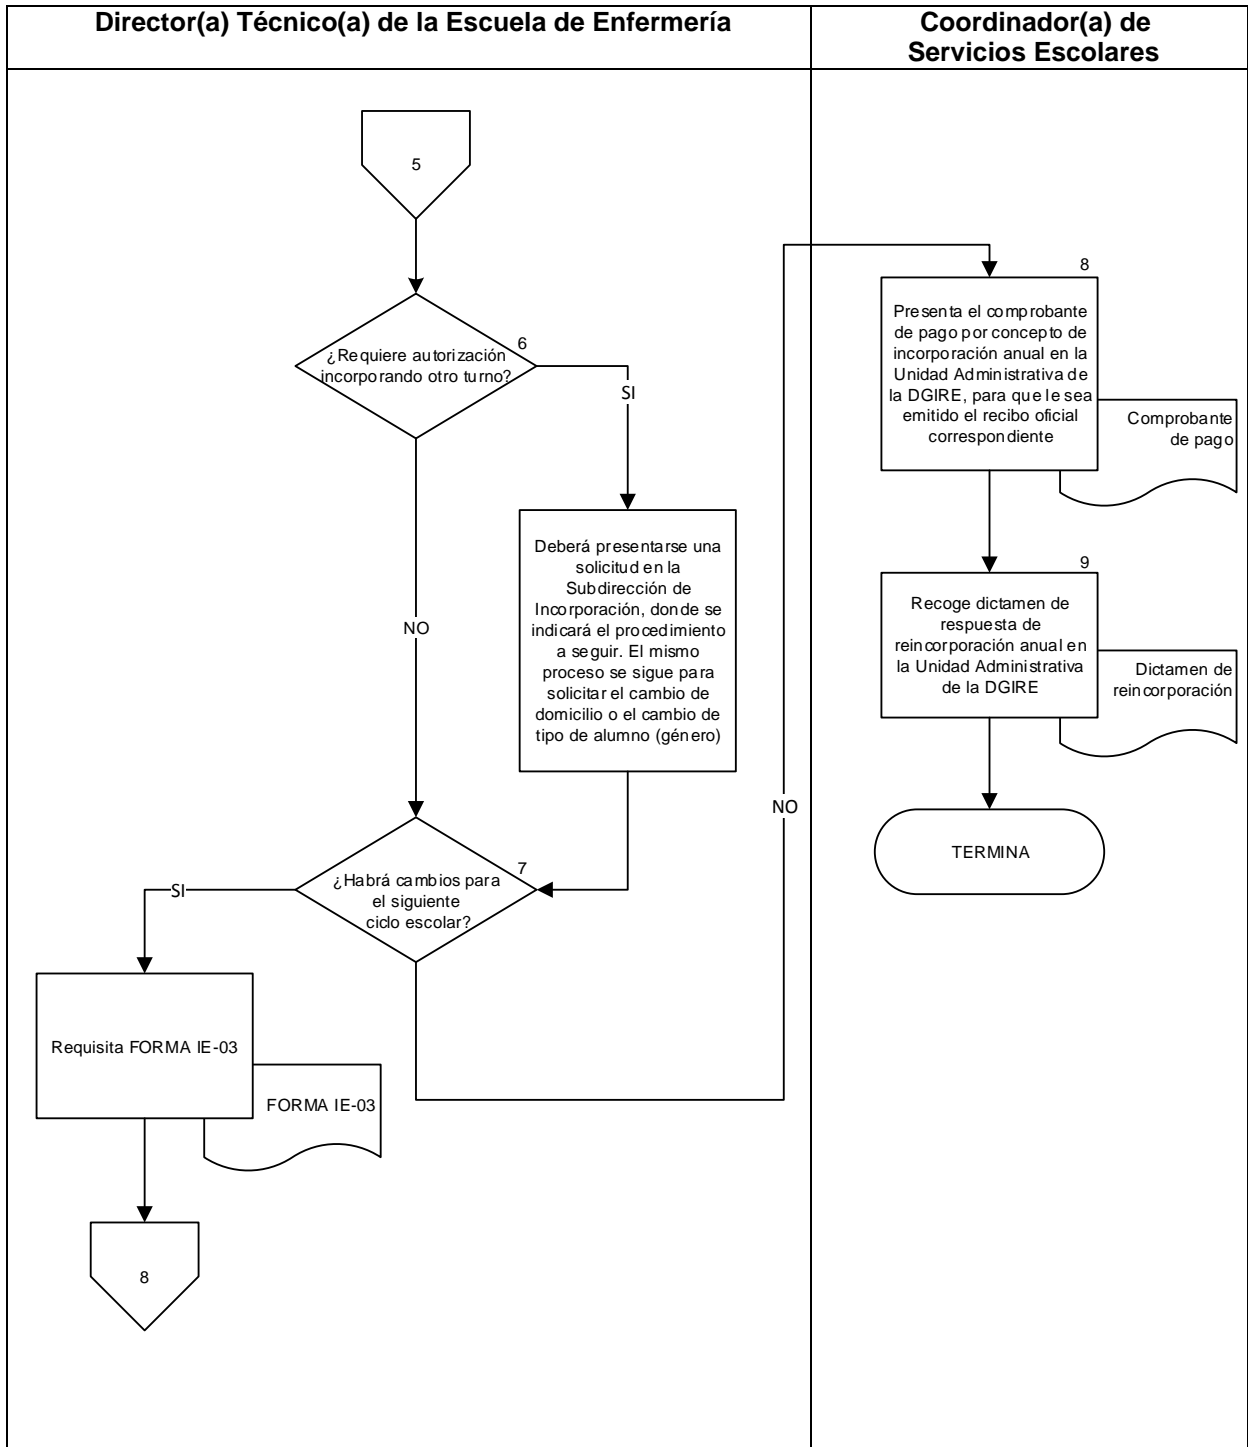 Director(a) Técnico(a) de la Escuela de Enfermería
Coordinador(a) de
Servicios Escolares
5
6
¿Requiere autorización
incorporando otro turno?
SI
NO
Deberá presentarse una
solicitud en la
Subdirección de
Incorporación, donde se
indicará el procedimiento
a seguir. El mismo
proceso se sigue para
solicitar el cambio de
domicilio o el cambio de
tipo de alumno (género)
7
¿Habrá cambios para
el siguiente
ciclo escolar?
SI
NO
Requisita FORMA IE-03
FORMA IE-03
8
8
Presenta el comprobante
de pago por concepto de
incorporación anual en la
Unidad Administrativa de
la DGIRE, para que le sea
emitido el recibo oficial
correspondiente
Comprobante
de pago
9
Recoge dictamen de
respuesta de
reincorporación anual en
la Unidad Administrativa
de la DGIRE
Dictamen de
reincorporación
TERMINA